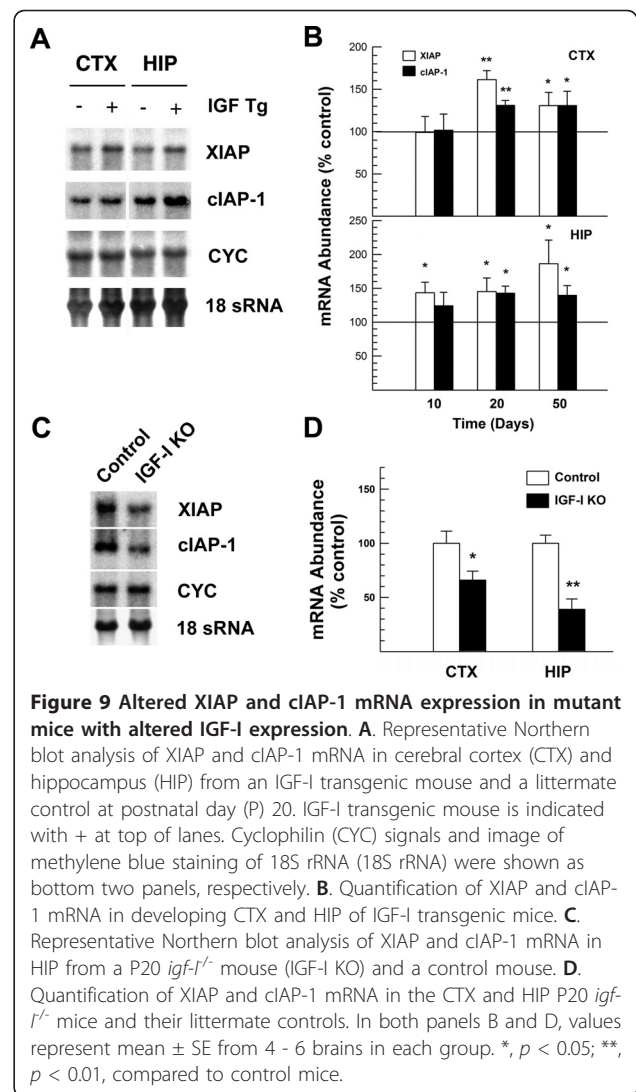 A
CTX HIP
- + - + IGF Tg
XIAP
cIAP-1
CYC
18 sRNA
B
XIAP
cIAP-1
CTX
200
150
100
50
** ** * *
HIP
200
150
100
50
* * * * *
mRNA Abundance (% control)
10 20 50
Time (Days)
C
Control
IGF-I KO
XIAP
cIAP-1
CYC
18 sRNA
D
Control
IGF-I KO
mRNA Abundance
(% control)
150
100
50
* **
CTX HIP
Figure 9 Altered XIAP and cIAP-1 mRNA expression in mutant
mice with altered IGF-I expression. A. Representative Northern
blot analysis of XIAP and cIAP-1 mRNA in cerebral cortex (CTX) and
hippocampus (HIP) from an IGF-I transgenic mouse and a littermate
control at postnatal day (P) 20. IGF-I transgenic mouse is indicated
with + at top of lanes. Cyclophilin (CYC) signals and image of
methylene blue staining of 18S rRNA (18S rRNA) were shown as
bottom two panels, respectively. B. Quantification of XIAP and cIAP-
1 mRNA in developing CTX and HIP of IGF-I transgenic mice. C.
Representative Northern blot analysis of XIAP and cIAP-1 mRNA in
HIP from a P20 igf-I-/- mouse (IGF-I KO) and a control mouse. D.
Quantification of XIAP and cIAP-1 mRNA in the CTX and HIP P20 igf-
I-/- mice and their littermate controls. In both panels B and D, values
represent mean ± SE from 4 - 6 brains in each group. *, p < 0.05; **,
p < 0.01, compared to control mice.